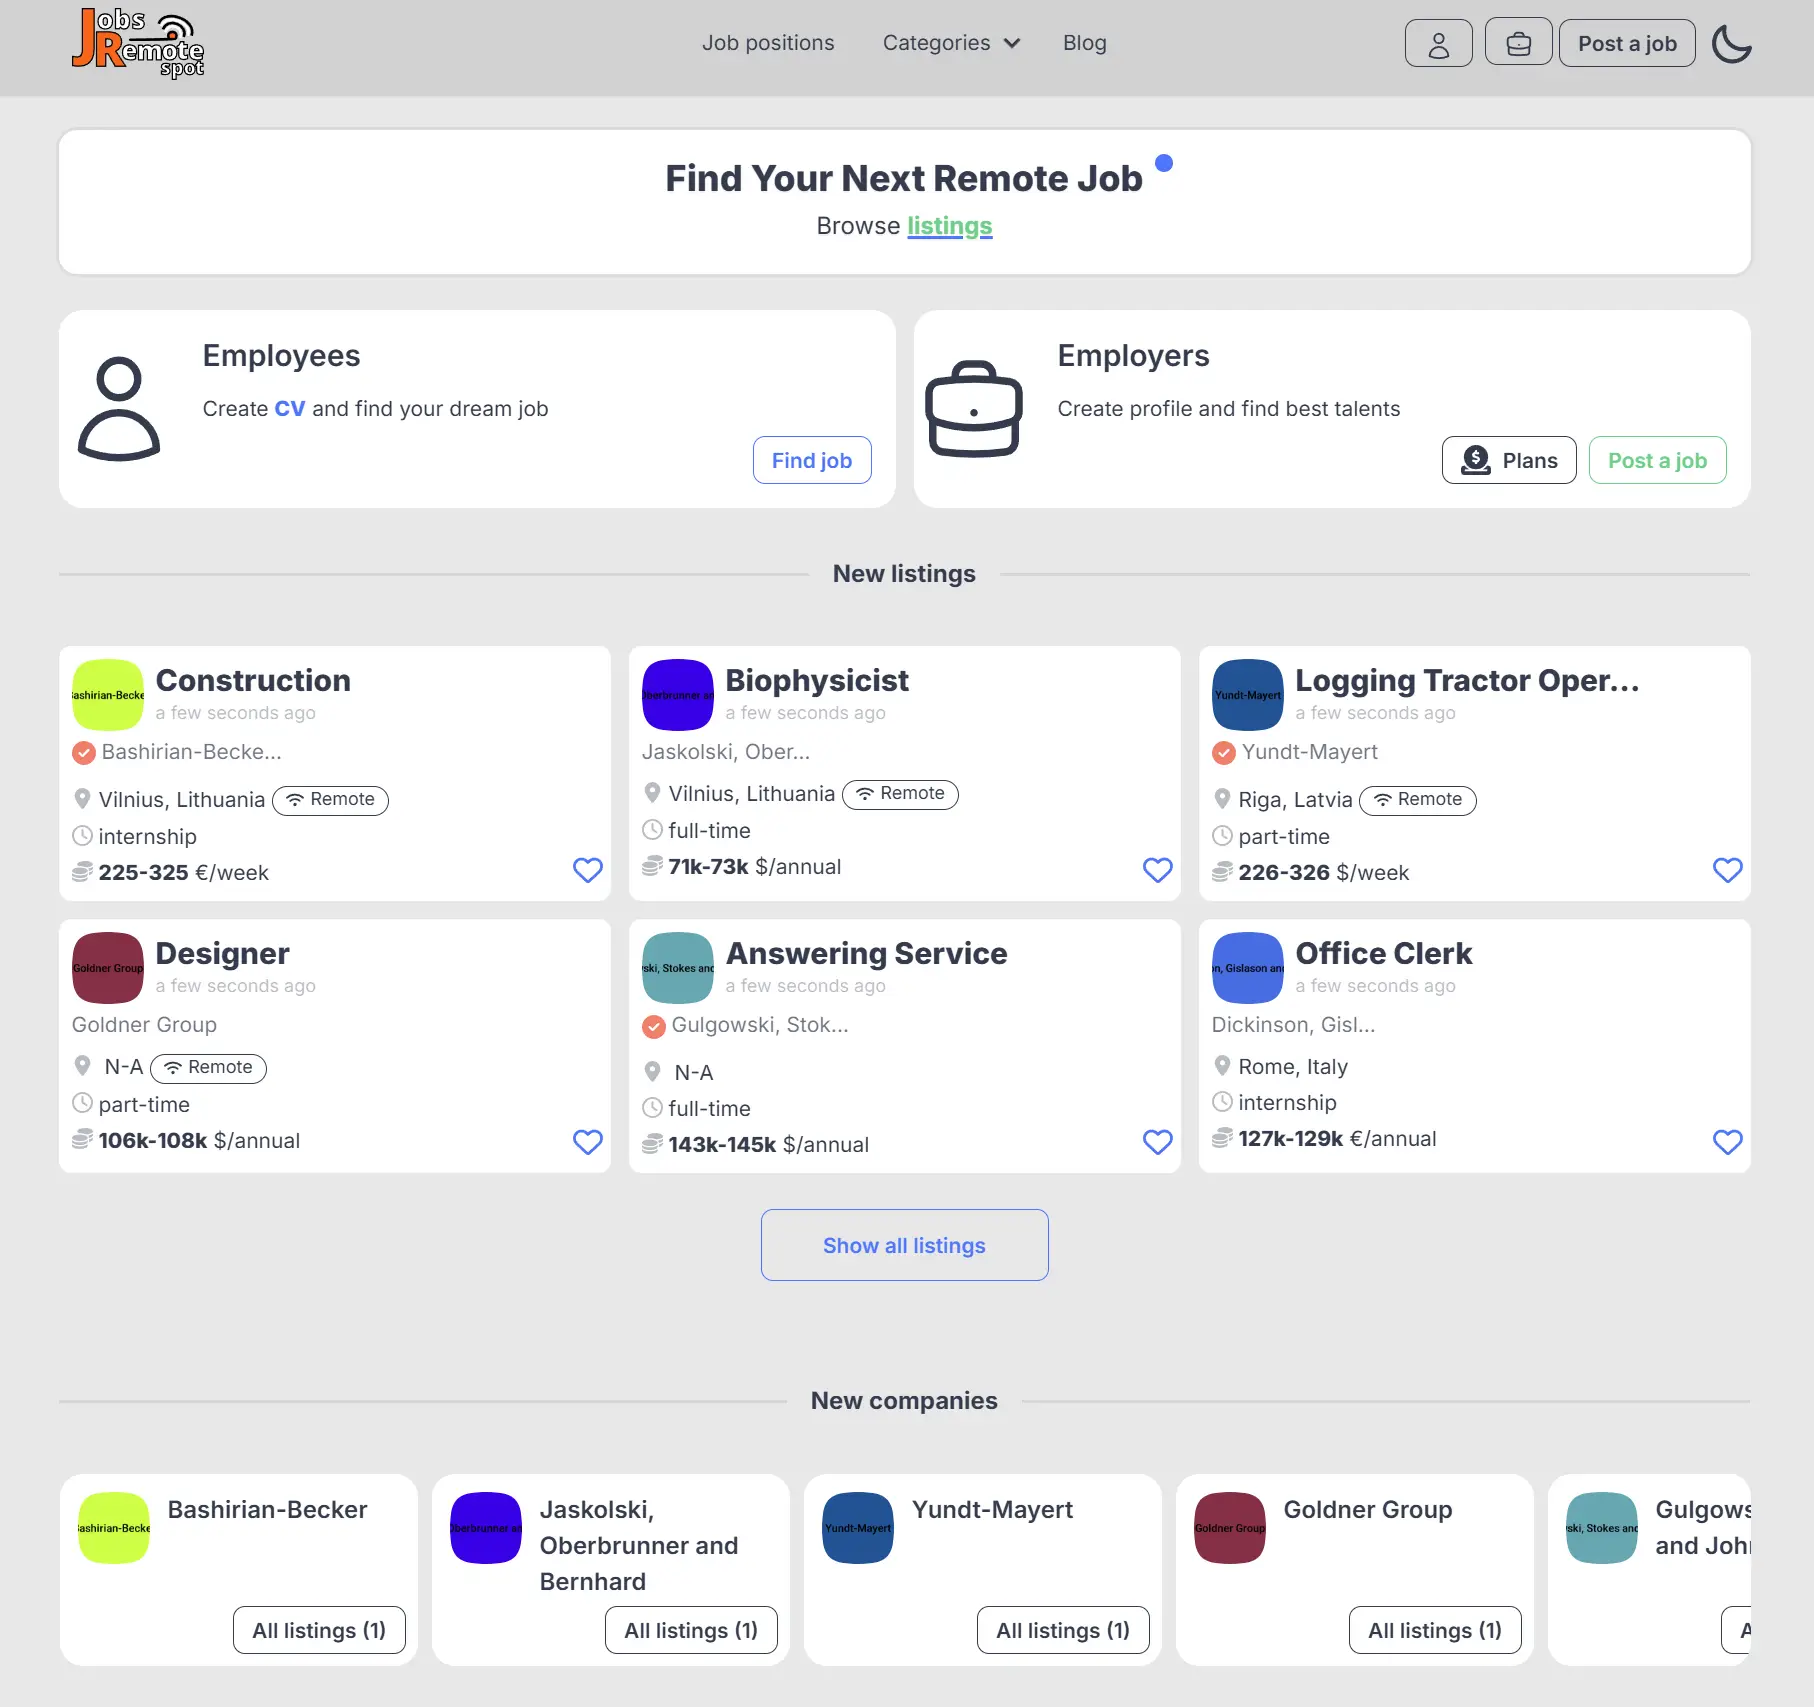 Jobs
Remote
spot
Job positions
Categories
Blog
Post a job
Find Your Next Remote Job
Browse listings
Employees
Create CV and find your dream job
Find job
Employers
Create profile and find best talents
Plans
Post a job
New listings
Bashirian-Becke
Construction
a few seconds ago
Bashirian-Becke...
Vilnius, Lithuania Remote
internship
225-325 €/week
Oberbrunner an
Biophysicist
a few seconds ago
Jaskolski, Ober...
Vilnius, Lithuania Remote
full-time
71k-73k $/annual
Yundt-Mayert
Logging Tractor Oper...
a few seconds ago
Yundt-Mayert
Riga, Latvia Remote
part-time
226-326 $/week
Goldner Group
Designer
a few seconds ago
Goldner Group
N-A Remote
part-time
106k-108k $/annual
ski, Stokes and
Answering Service
a few seconds ago
Gulgowski, Stok...
N-A
full-time
143k-145k $/annual
on, Gislason an
Office Clerk
a few seconds ago
Dickinson, Gisl...
Rome, Italy
internship
127k-129k €/annual
Show all listings
New companies
Bashirian-Becke
Bashirian-Becker
All listings (1)
Oberbrunner an
Jaskolski,
Oberbrunner and
Bernhard
All listings (1)
Yundt-Mayert
Yundt-Mayert
All listings (1)
Goldner Group
Goldner Group
All listings (1)
ski, Stokes and
Gulgows
and Joh
A